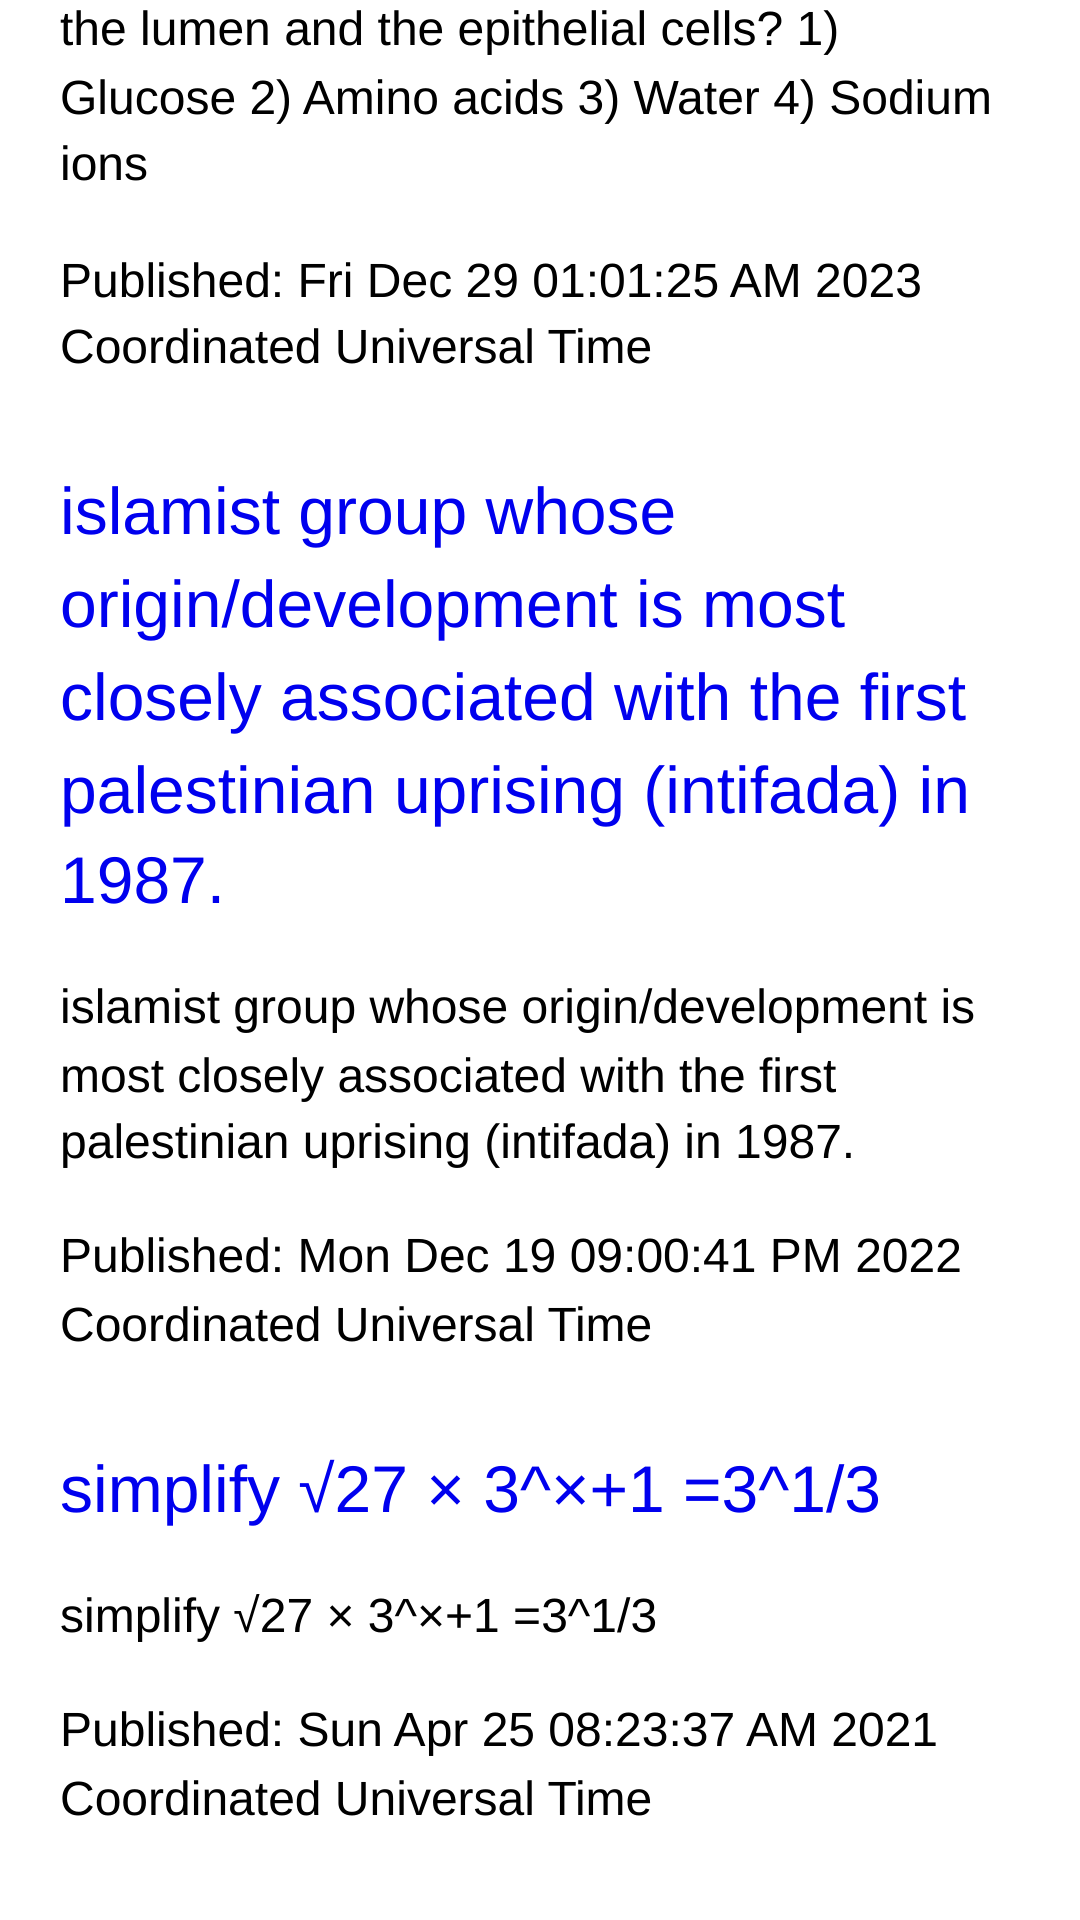 the lumen and the epithelial cells? 1)
Glucose 2) Amino acids 3) Water 4) Sodium
ions
Published: Fri Dec 29 01:01:25 AM 2023
Coordinated Universal Time
islamist group whose
origin/development is most
closely associated with the first
palestinian uprising (intifada) in
1987.
islamist group whose origin/development is
most closely associated with the first
palestinian uprising (intifada) in 1987.
Published: Mon Dec 19 09:00:41 PM 2022
Coordinated Universal Time
simplify √27 × 3^×+1 =3^1/3
simplify √27 × 3^×+1 =3^1/3
Published: Sun Apr 25 08:23:37 AM 2021
Coordinated Universal Time